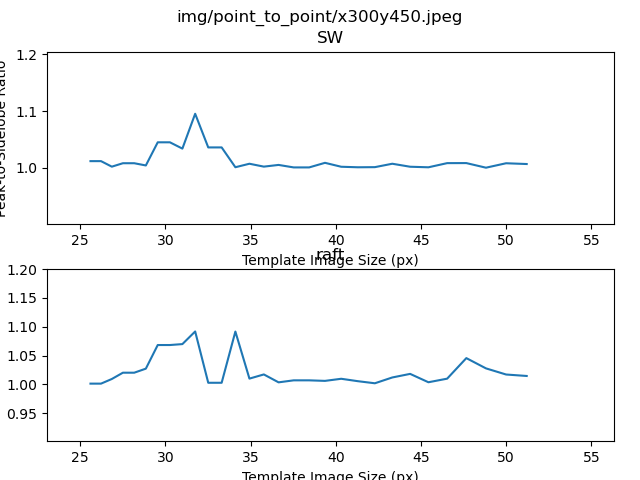 img/point_to_point/x300y450.jpeg
SW
1.2
1.1
1.0
Peak-to-Sidelobe Ratio
25 30 35 40 45 50 55
Template Image Size (px)
raft
1.20
1.15
1.10
1.05
1.00
0.95
25 30 35 40 45 50 55
Template Image Size (px)